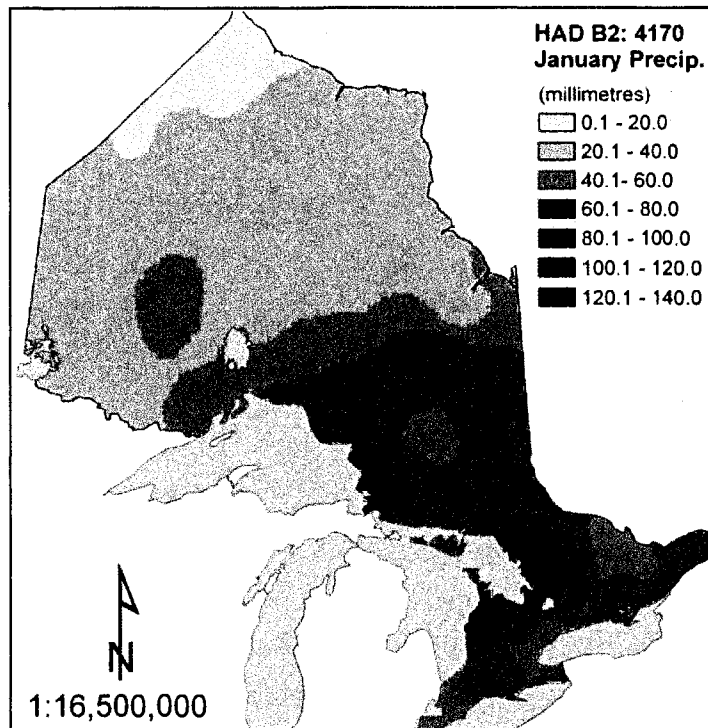 HAD B2: 4170
January Precip.
(millimetres)
0.1 - 20.0
20.1 - 40.0
40.1- 60.0
60.1 - 80.0
80.1 - 100.0
100.1 - 120.0
120.1 - 140.0
N
1:16,500,000